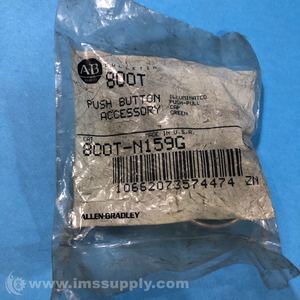 AB
BULLETIN
800T
PUSH BUTTON
ACCESSORY
ILLUMINATED
PUSH-PULL
CAP
GREEN
MADE IN U.S.A.
CAT
800T-N159G
10662073574474 ZN
ALLEN-BRADLEY
www.imssupply.com